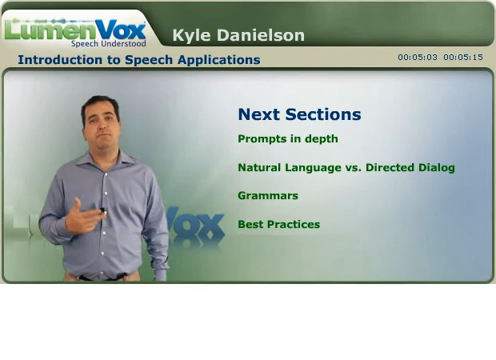 LumenVox
Speech Understood
Kyle Danielson
Introduction to Speech Applications
00:05:03 00:05:15
Next Sections
Prompts in depth
Natural Language vs. Directed Dialog
Grammars
Best Practices
Vox